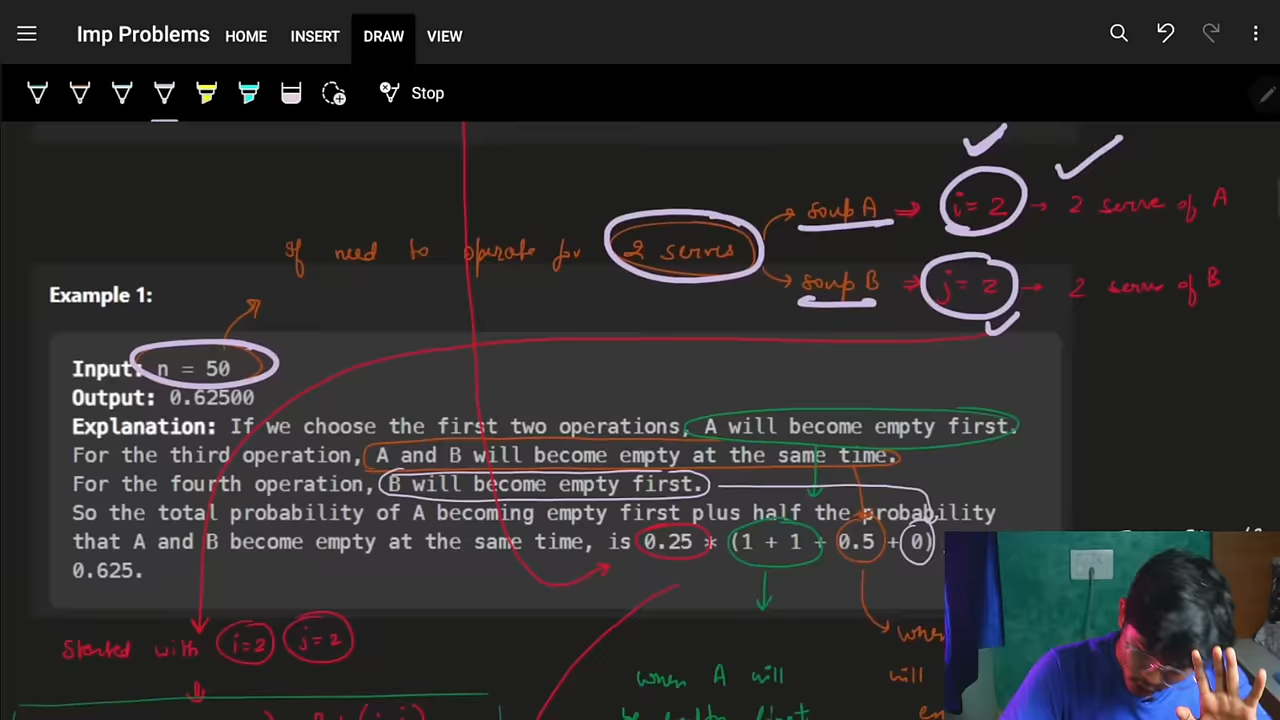 Imp Problems HOME INSERT DRAW VIEW
Stop
soup A ⇒ i=2 → 2 serve of A
If need to operate for 2 serves
soup B ⇒ j=2 → 2 serve of B
Example 1:
Input: n = 50
Output: 0.62500
Explanation: If we choose the first two operations, A will become empty first.
For the third operation, A and B will become empty at the same time.
For the fourth operation, B will become empty first.
So the total probability of A becoming empty first plus half the probability
that A and B become empty at the same time, is 0.25 * (1 + 1 + 0.5 + 0)
0.625.
Started with i=2 j=2
when A will
will